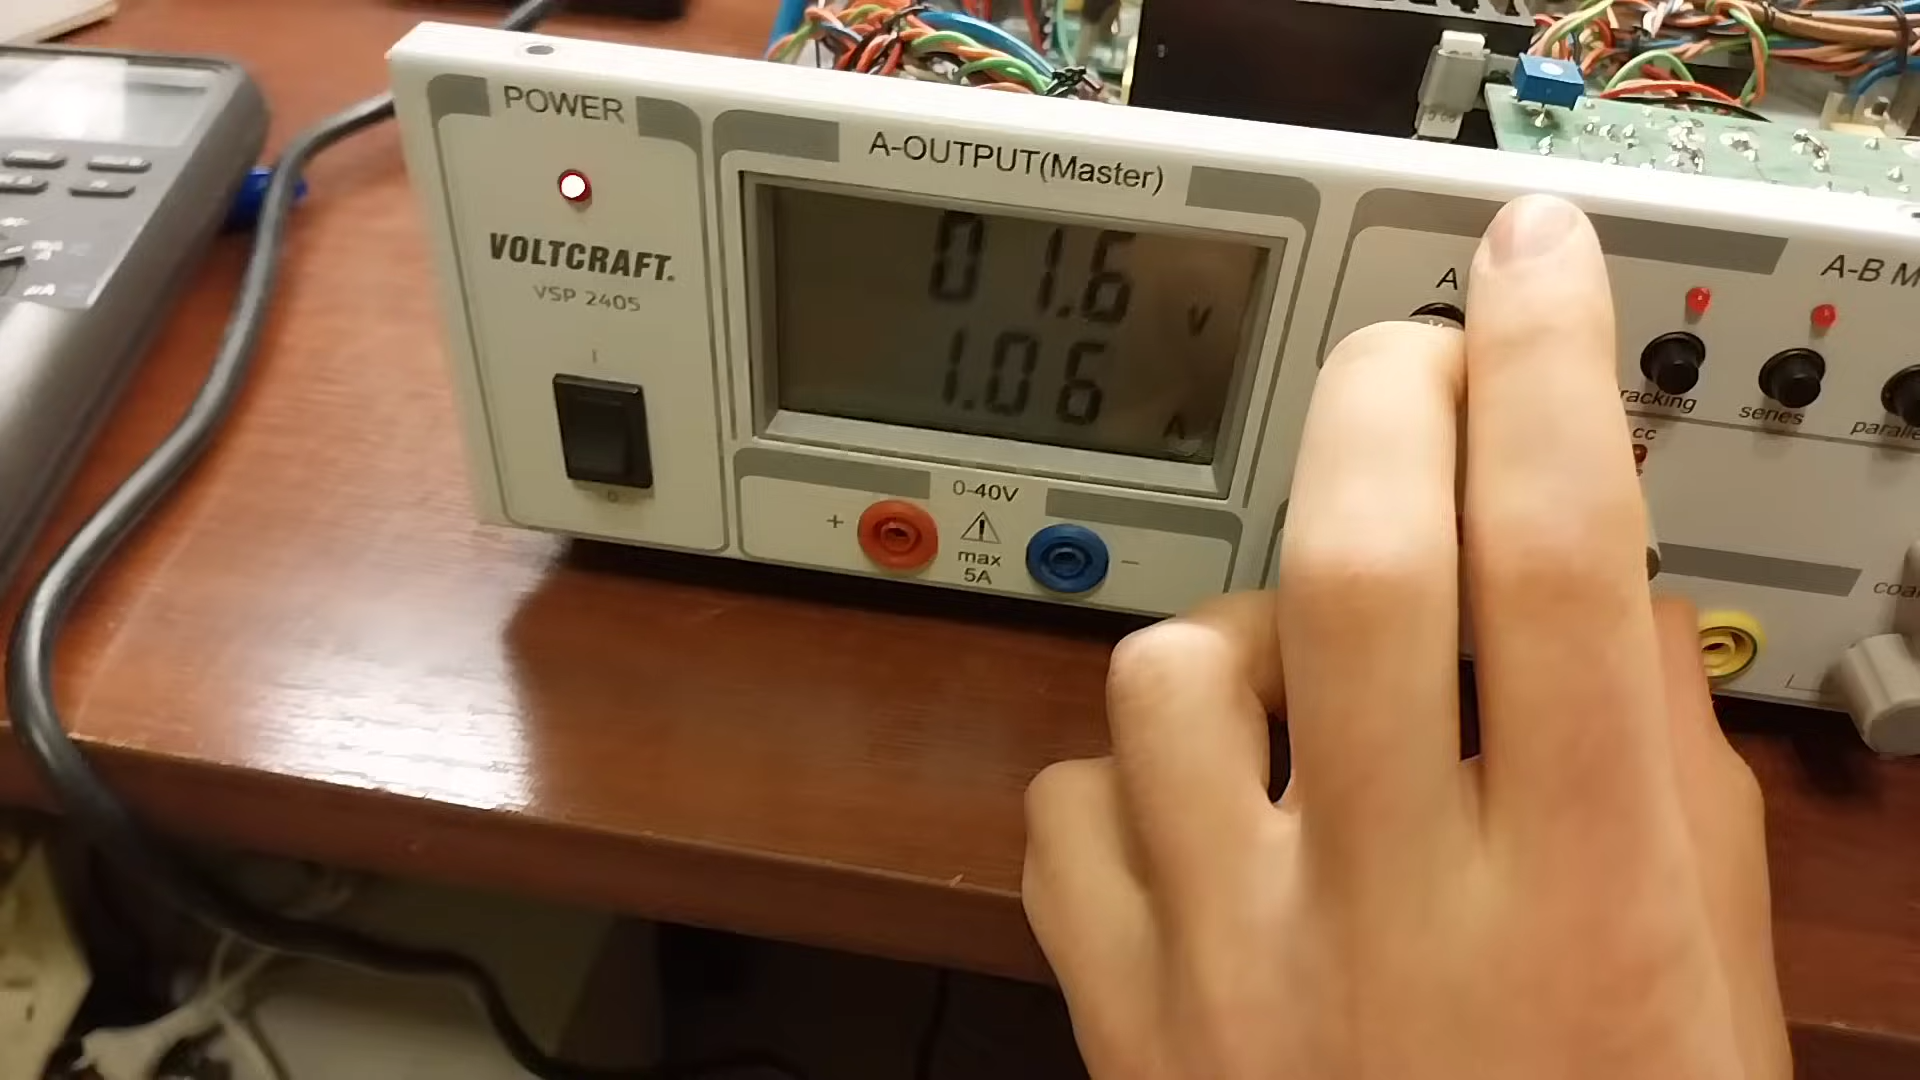 POWER
VOLTCRAFT.
VSP 2405
I
O
A-OUTPUT(Master)
01.6 V
1.06 A
0-40V
+ −
max
5A
A
A-B M
racking
series
paralle
cc
coa